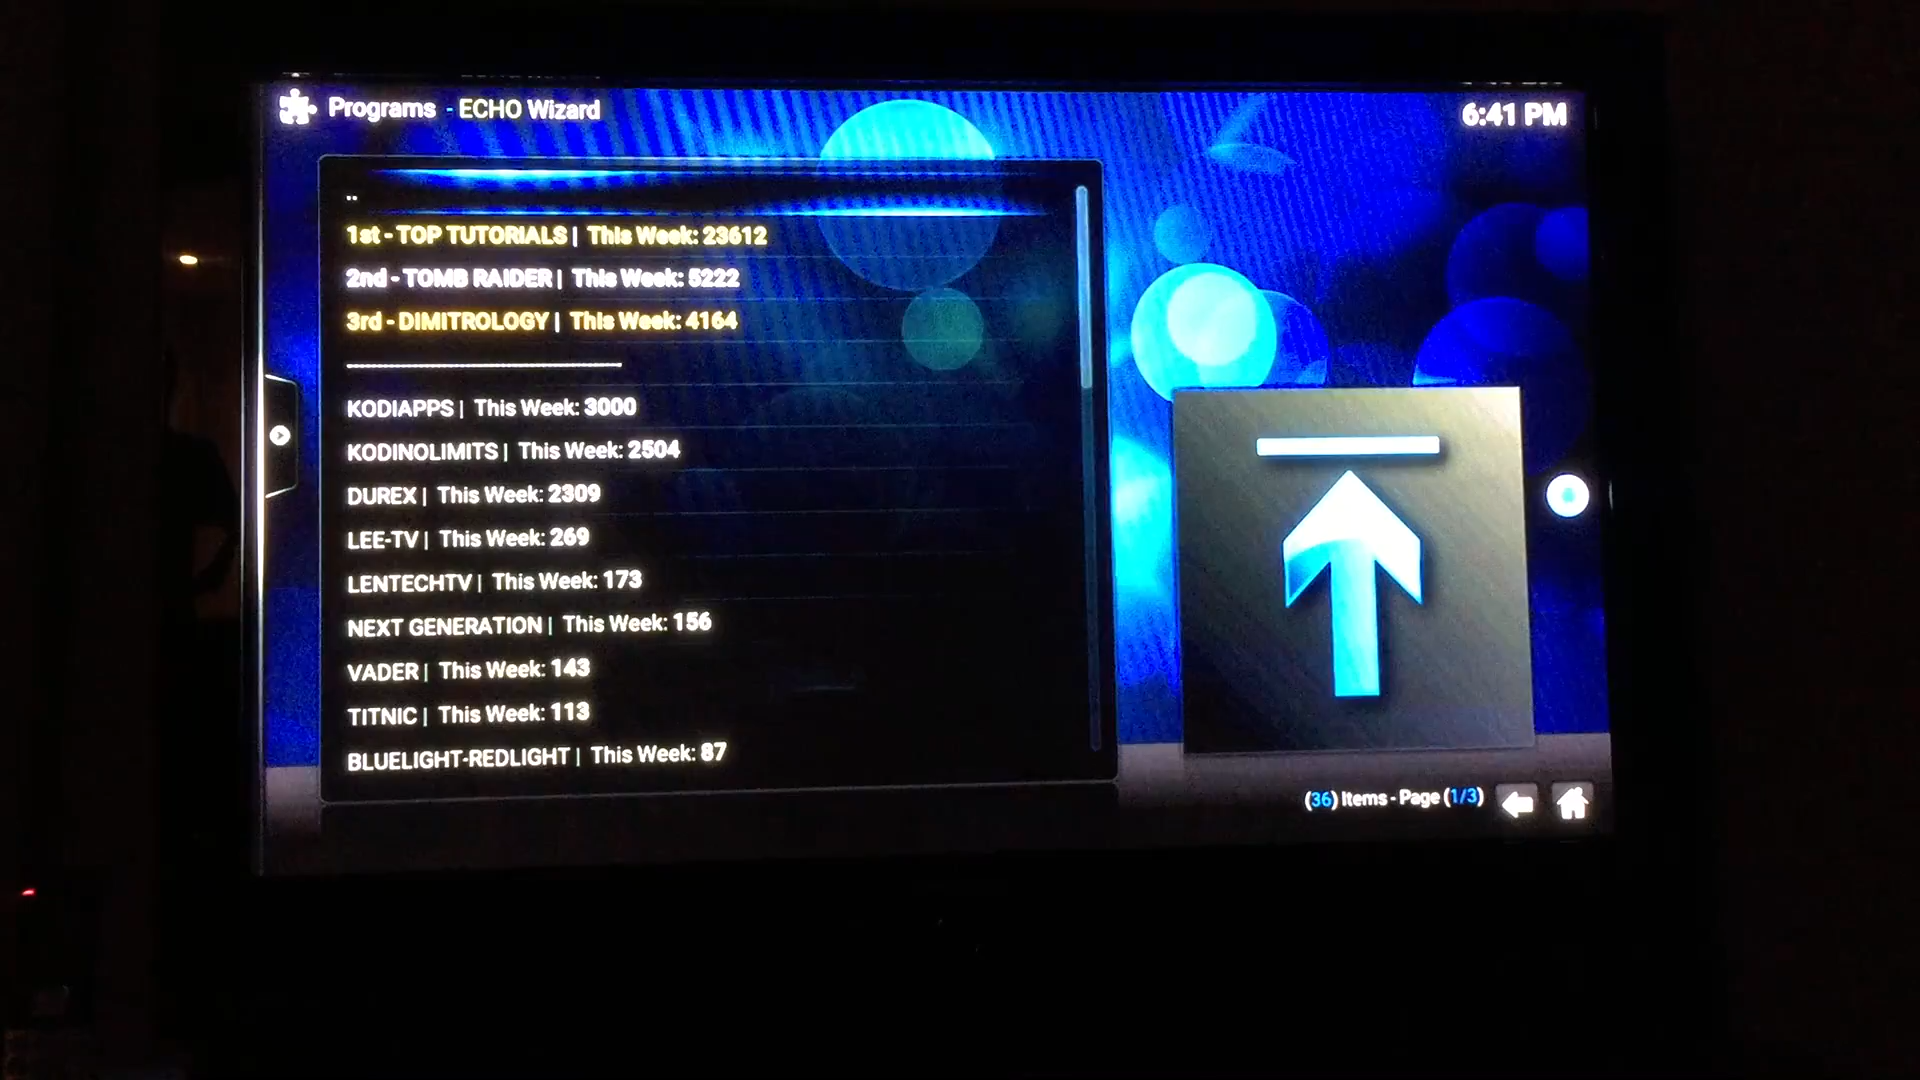 Programs - ECHO Wizard
6:41 PM
..
1st - TOP TUTORIALS | This Week: 23612
2nd - TOMB RAIDER | This Week: 5222
3rd - DIMITROLOGY | This Week: 4164
KODIAPPS | This Week: 3000
KODINOLIMITS | This Week: 2504
DUREX | This Week: 2309
LEE-TV | This Week: 269
LENTECHTV | This Week: 173
NEXT GENERATION | This Week: 156
VADER | This Week: 143
TITNIC | This Week: 113
BLUELIGHT-REDLIGHT | This Week: 87
(36) Items - Page (1/3)